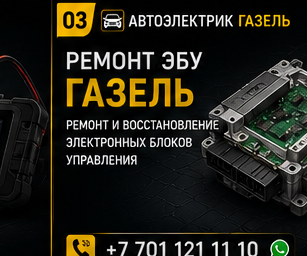 03 АВТОЭЛЕКТРИК ГАЗЕЛЬ
РЕМОНТ ЭБУ
ГАЗЕЛЬ
РЕМОНТ И ВОССТАНОВЛЕНИЕ
ЭЛЕКТРОННЫХ БЛОКОВ
УПРАВЛЕНИЯ
+7 701 121 11 10